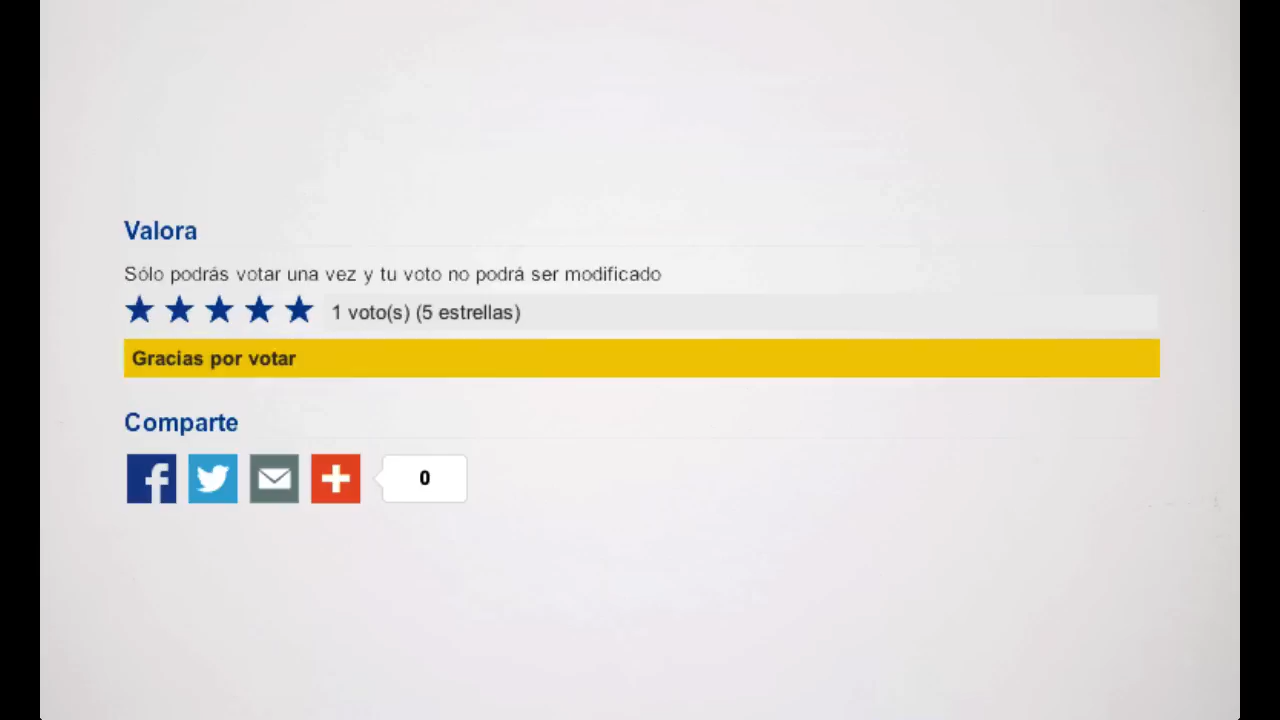 Valora
Sólo podrás votar una vez y tu voto no podrá ser modificado
1 voto(s) (5 estrellas)
Gracias por votar
Comparte
0